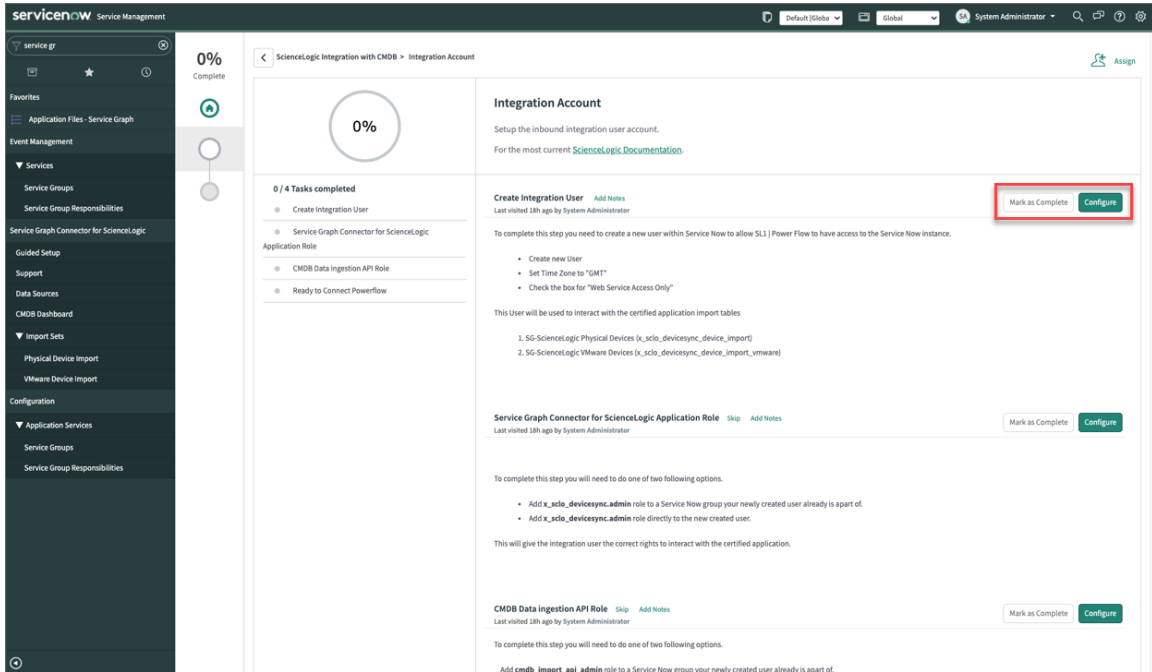 servicenow Service Management
Default [Globa
Global
SA System Administrator
service gr
Favorites
Application Files - Service Graph
Event Management
Services
Service Groups
Service Group Responsibilities
Service Graph Connector for ScienceLogic
Guided Setup
Support
Data Sources
CMDB Dashboard
Import Sets
Physical Device Import
VMware Device Import
Configuration
Application Services
Service Groups
Service Group Responsibilities
0%
Complete
ScienceLogic Integration with CMDB > Integration Account
Assign
0%
0 / 4 Tasks completed
Create Integration User
Service Graph Connector for ScienceLogic
Application Role
CMDB Data ingestion API Role
Ready to Connect Powerflow
Integration Account
Setup the inbound integration user account.
For the most current ScienceLogic Documentation.
Create Integration User Add Notes
Last visited 18h ago by System Administrator
Mark as Complete Configure
To complete this step you need to create a new user within Service Now to allow SL1 | Power Flow to have access to the Service Now instance.
• Create new User
• Set Time Zone to "GMT"
• Check the box for "Web Service Access Only"
This User will be used to interact with the certified application import tables
1. SG-ScienceLogic Physical Devices (x_sclo_devicesync_device_import)
2. SG-ScienceLogic VMware Devices (x_sclo_devicesync_device_import_vmware)
Service Graph Connector for ScienceLogic Application Role Skip Add Notes
Last visited 18h ago by System Administrator
Mark as Complete Configure
To complete this step you will need to do one of two following options.
• Add x_sclo_devicesync.admin role to a Service Now group your newly created user already is apart of.
• Add x_sclo_devicesync.admin role directly to the new created user.
This will give the integration user the correct rights to interact with the certified application.
CMDB Data ingestion API Role Skip Add Notes
Last visited 18h ago by System Administrator
Mark as Complete Configure
To complete this step you will need to do one of two following options.
Add cmdb_import_api_admin role to a Service Now group your newly created user already is apart of.